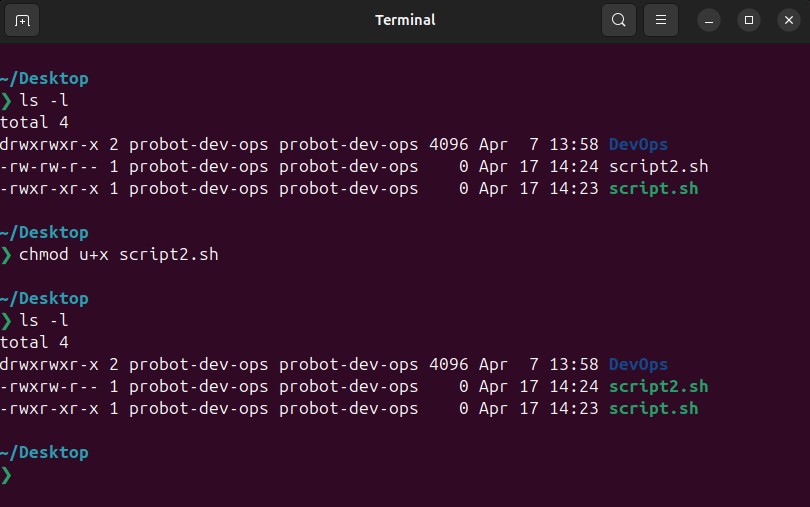 Terminal
~/Desktop
❯ ls -l
total 4
drwxrwxr-x 2 probot-dev-ops probot-dev-ops 4096 Apr  7 13:58 DevOps
-rw-rw-r-- 1 probot-dev-ops probot-dev-ops    0 Apr 17 14:24 script2.sh
-rwxr-xr-x 1 probot-dev-ops probot-dev-ops    0 Apr 17 14:23 script.sh
~/Desktop
❯ chmod u+x script2.sh
~/Desktop
❯ ls -l
total 4
drwxrwxr-x 2 probot-dev-ops probot-dev-ops 4096 Apr  7 13:58 DevOps
-rwxrw-r-- 1 probot-dev-ops probot-dev-ops    0 Apr 17 14:24 script2.sh
-rwxr-xr-x 1 probot-dev-ops probot-dev-ops    0 Apr 17 14:23 script.sh
~/Desktop
❯